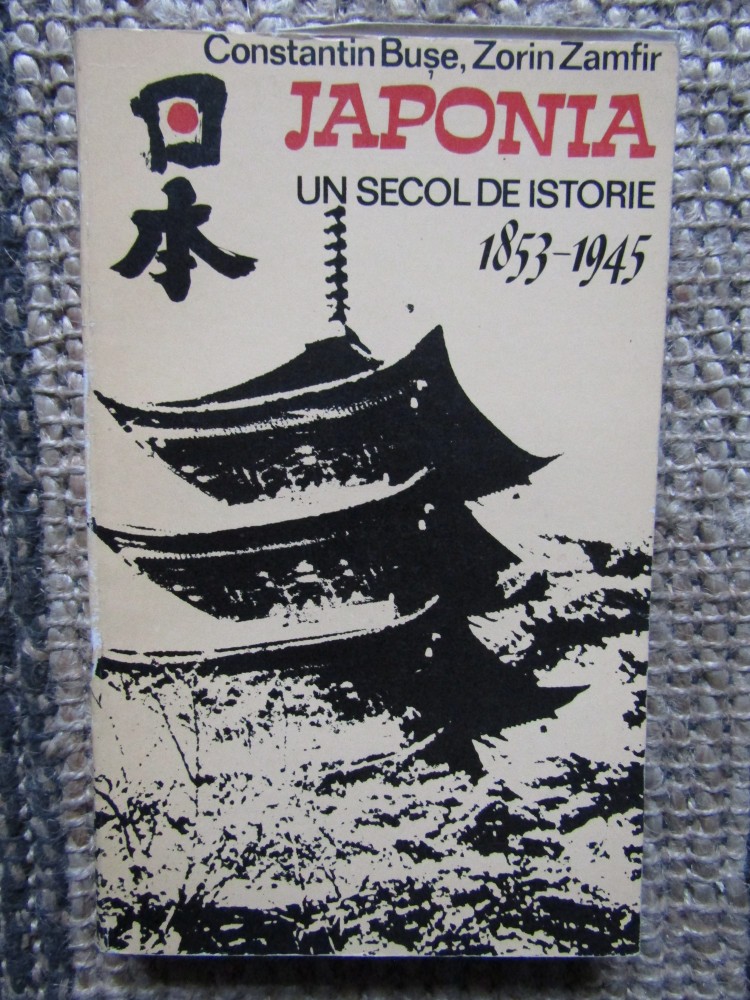 Constantin Bușe, Zorin Zamfir
JAPONIA
UN SECOL DE ISTORIE
1853-1945
日本